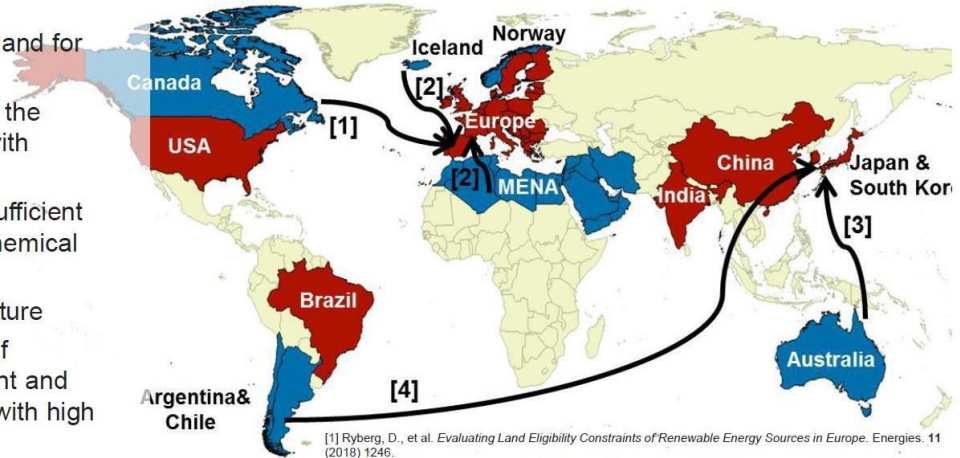 and for
the
with
ufficient
hemical
ture
f
nt and
with high
Iceland
Norway
Canada
[2]
[1]
Europe
USA
China
Japan &
South Kor
India
[2]
MENA
[3]
Brazil
Australia
[4]
Argentina&
Chile
[1] Ryberg, D., et al. Evaluating Land Eligibility Constraints of Renewable Energy Sources in Europe. Energies. 11
(2018) 1246.